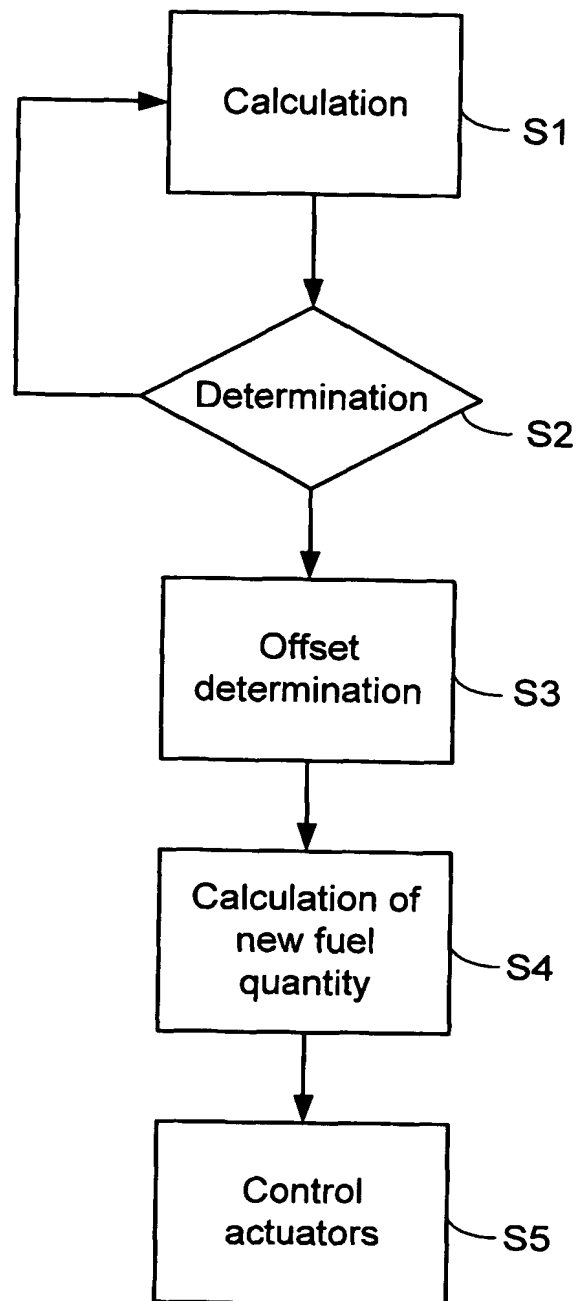 Calculation
S1
Determination
S2
Offset
determination
S3
Calculation of
new fuel
quantity
S4
Control
actuators
S5